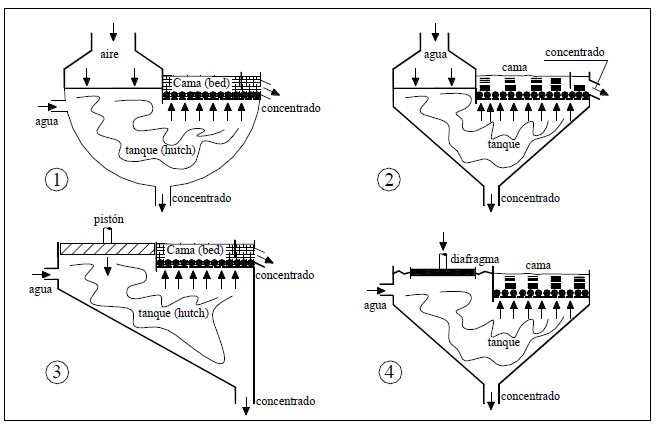 aire
Cama (bed)
concentrado
agua
tanque (hutch)
1
concentrado
agua
cama
concentrado
tanque
2
concentrado
pistón
Cama (bed)
concentrado
agua
tanque (hutch)
3
concentrado
diafragma
cama
agua
tanque
4
concentrado